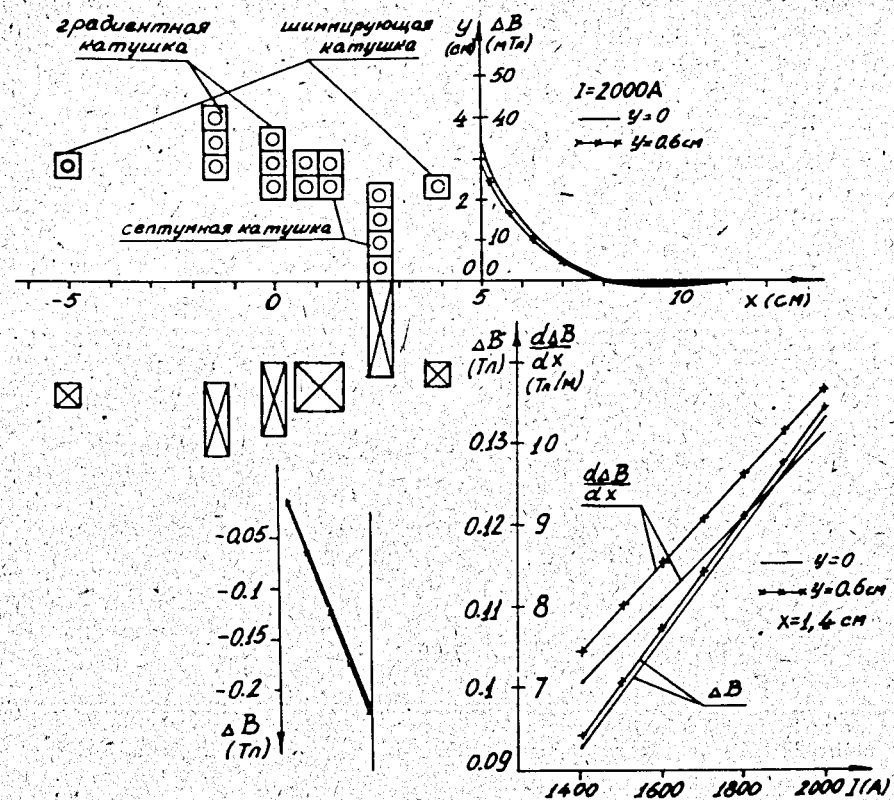 градиентная катушка
шиммирующая катушка
септумная катушка
y (см)
ΔB (мТл)
50
4 40
2
10
0 0
I=2000A
y=0
y=0.6см
-5 0 5 10 X (см)
ΔB (Тл)
dΔB/dx (Тл/м)
0.13 10
0.12 9
0.11 8
0.1 7
0.09
dΔB/dx
ΔB
y=0
y=0.6см
X=1,4 см
1400 1600 1800 2000 I(A)
-0.05
-0.1
-0.15
-0.2
ΔB (Тл)